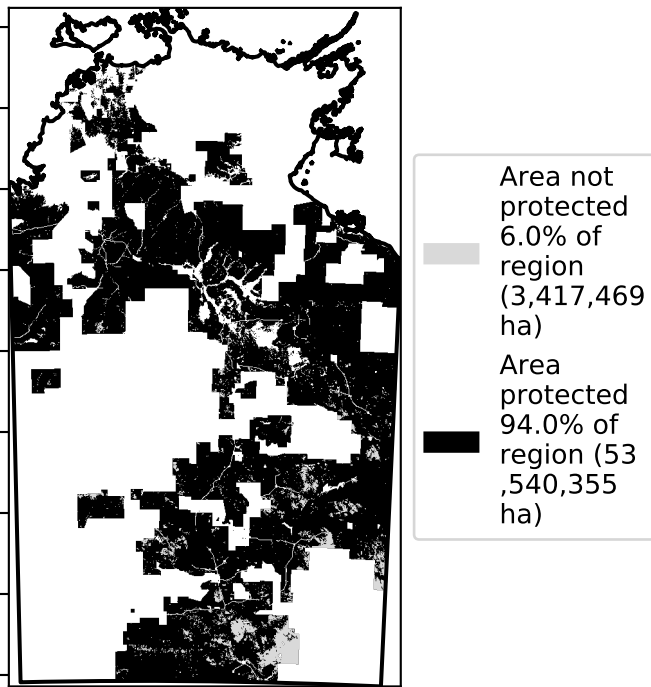 Area not
protected
6.0% of
region
(3,417,469
ha)
Area
protected
94.0% of
region (53
,540,355
ha)